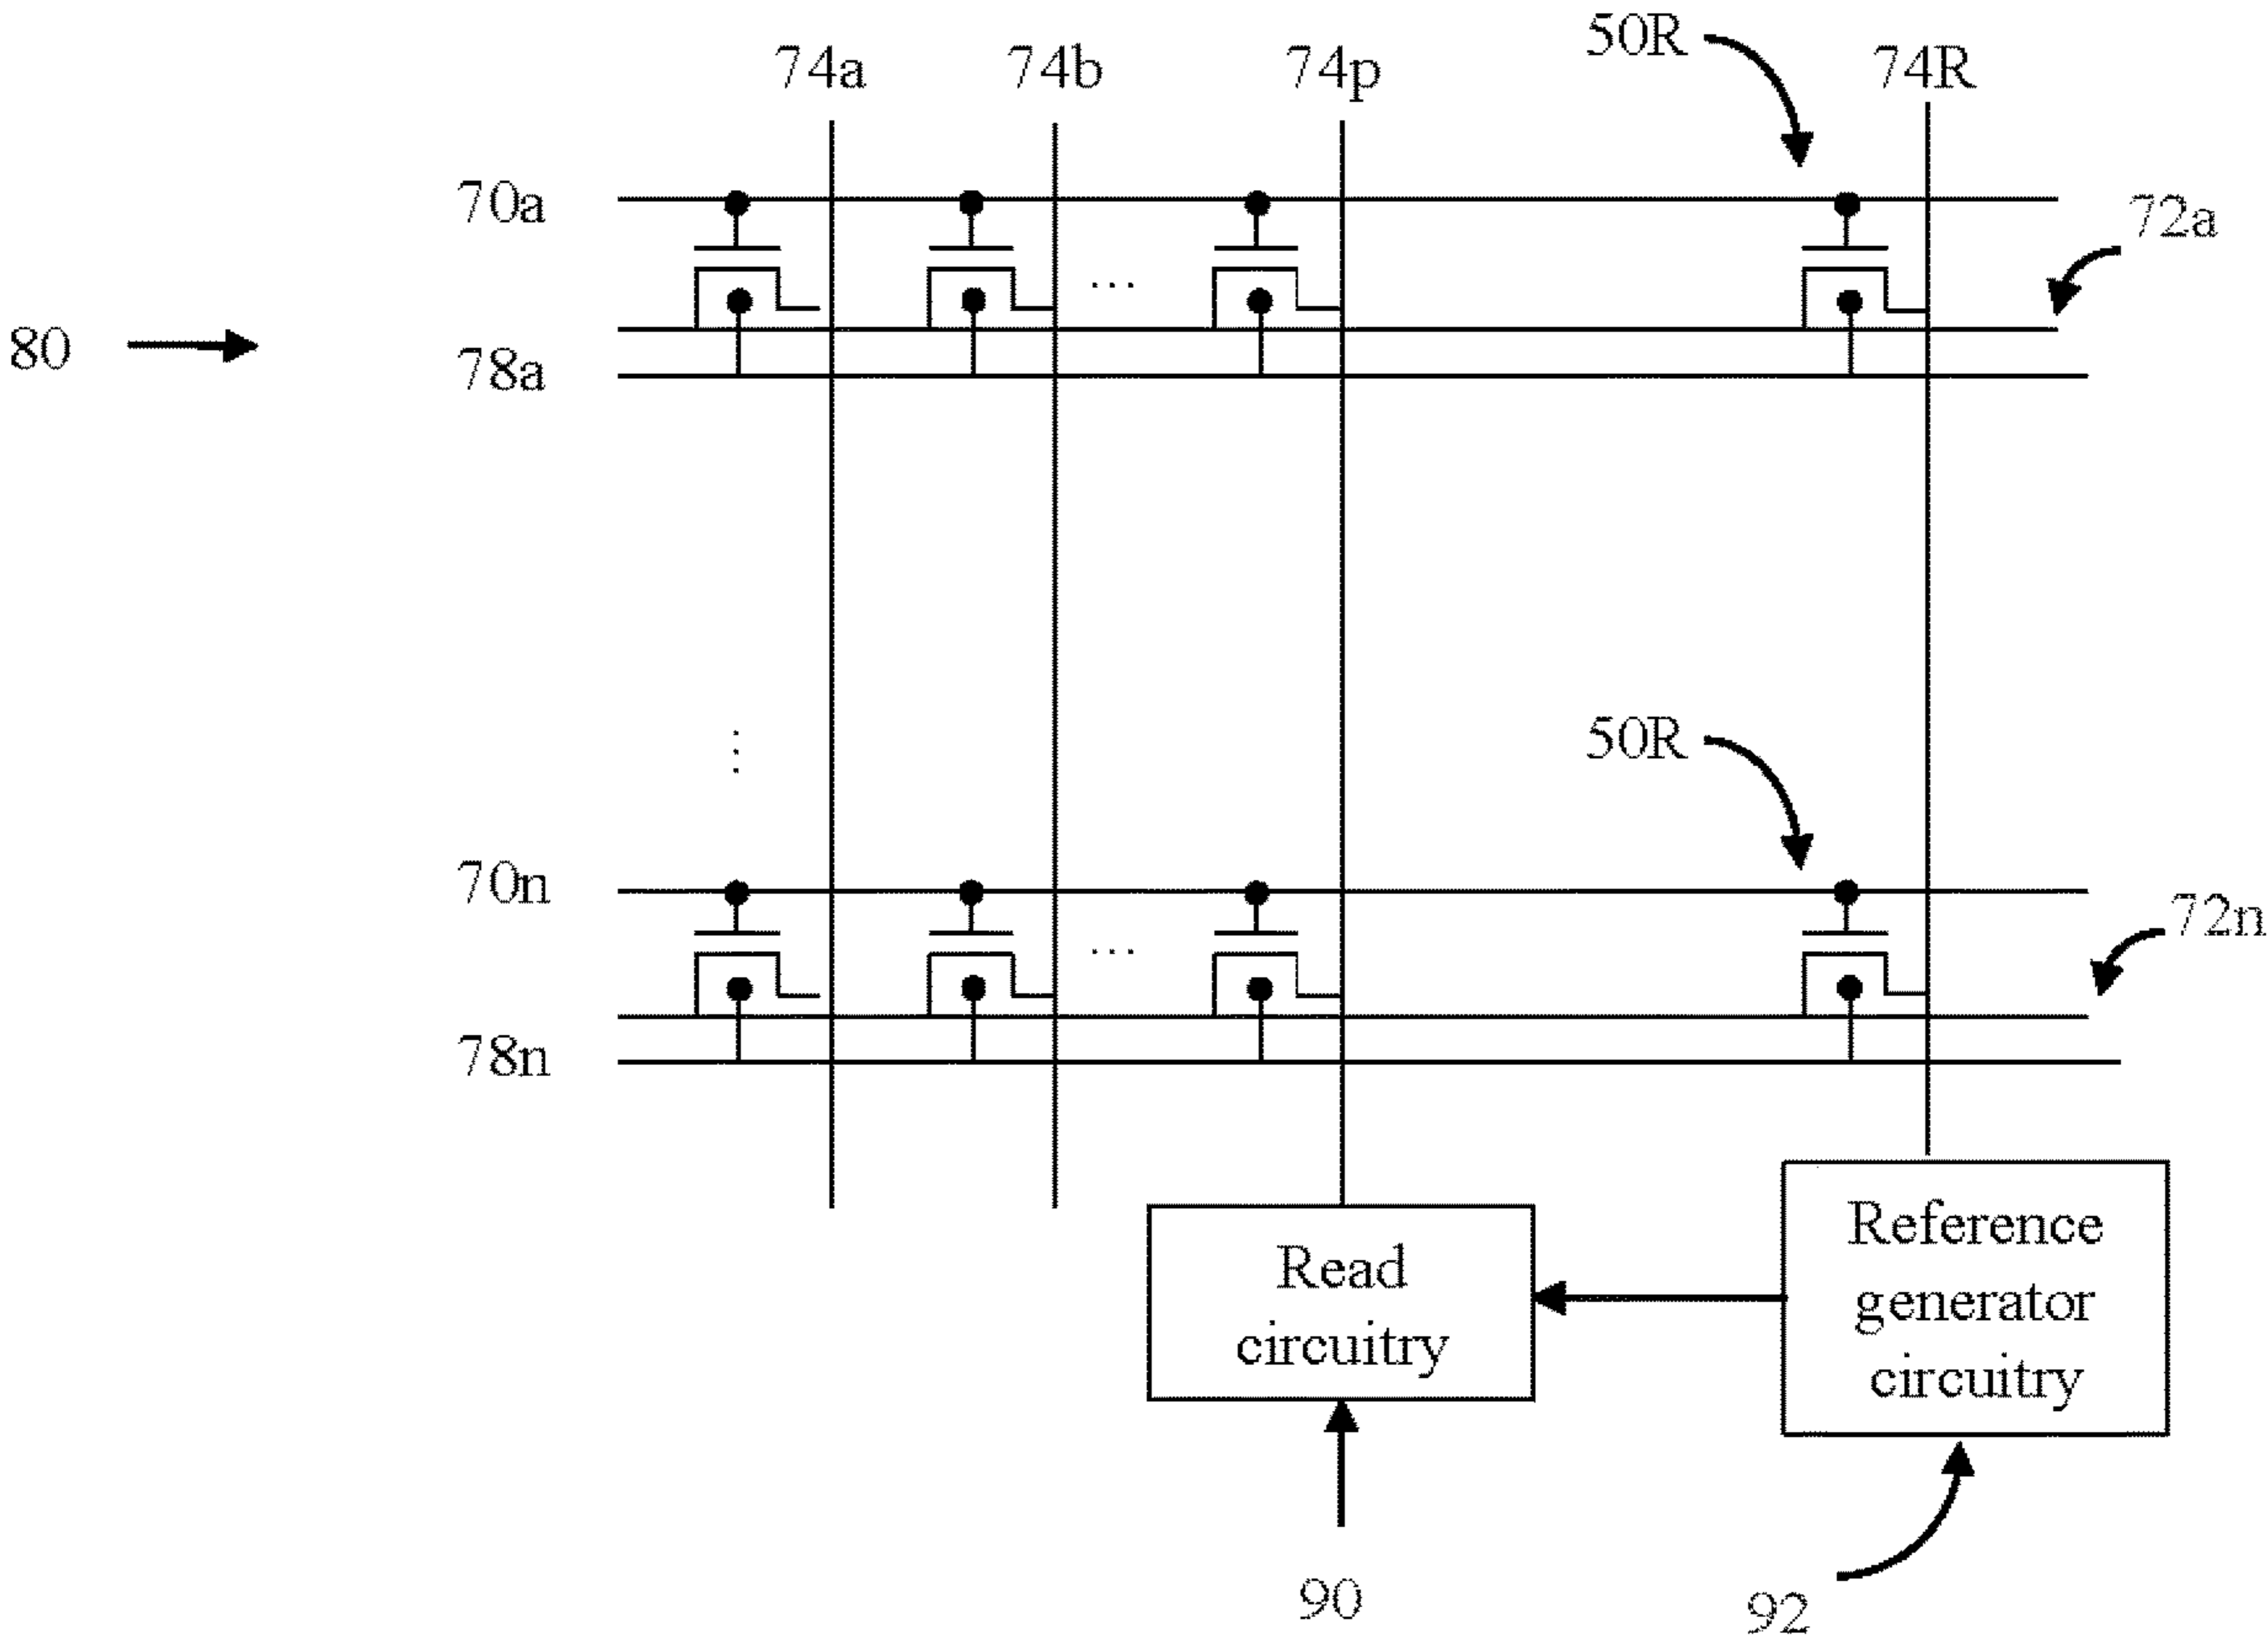 50R
74a 74b 74p 74R
70a
72a
...
80
78a
...
50R
70n
72n
...
78n
Read
circuitry
Reference
generator
circuitry
90
92